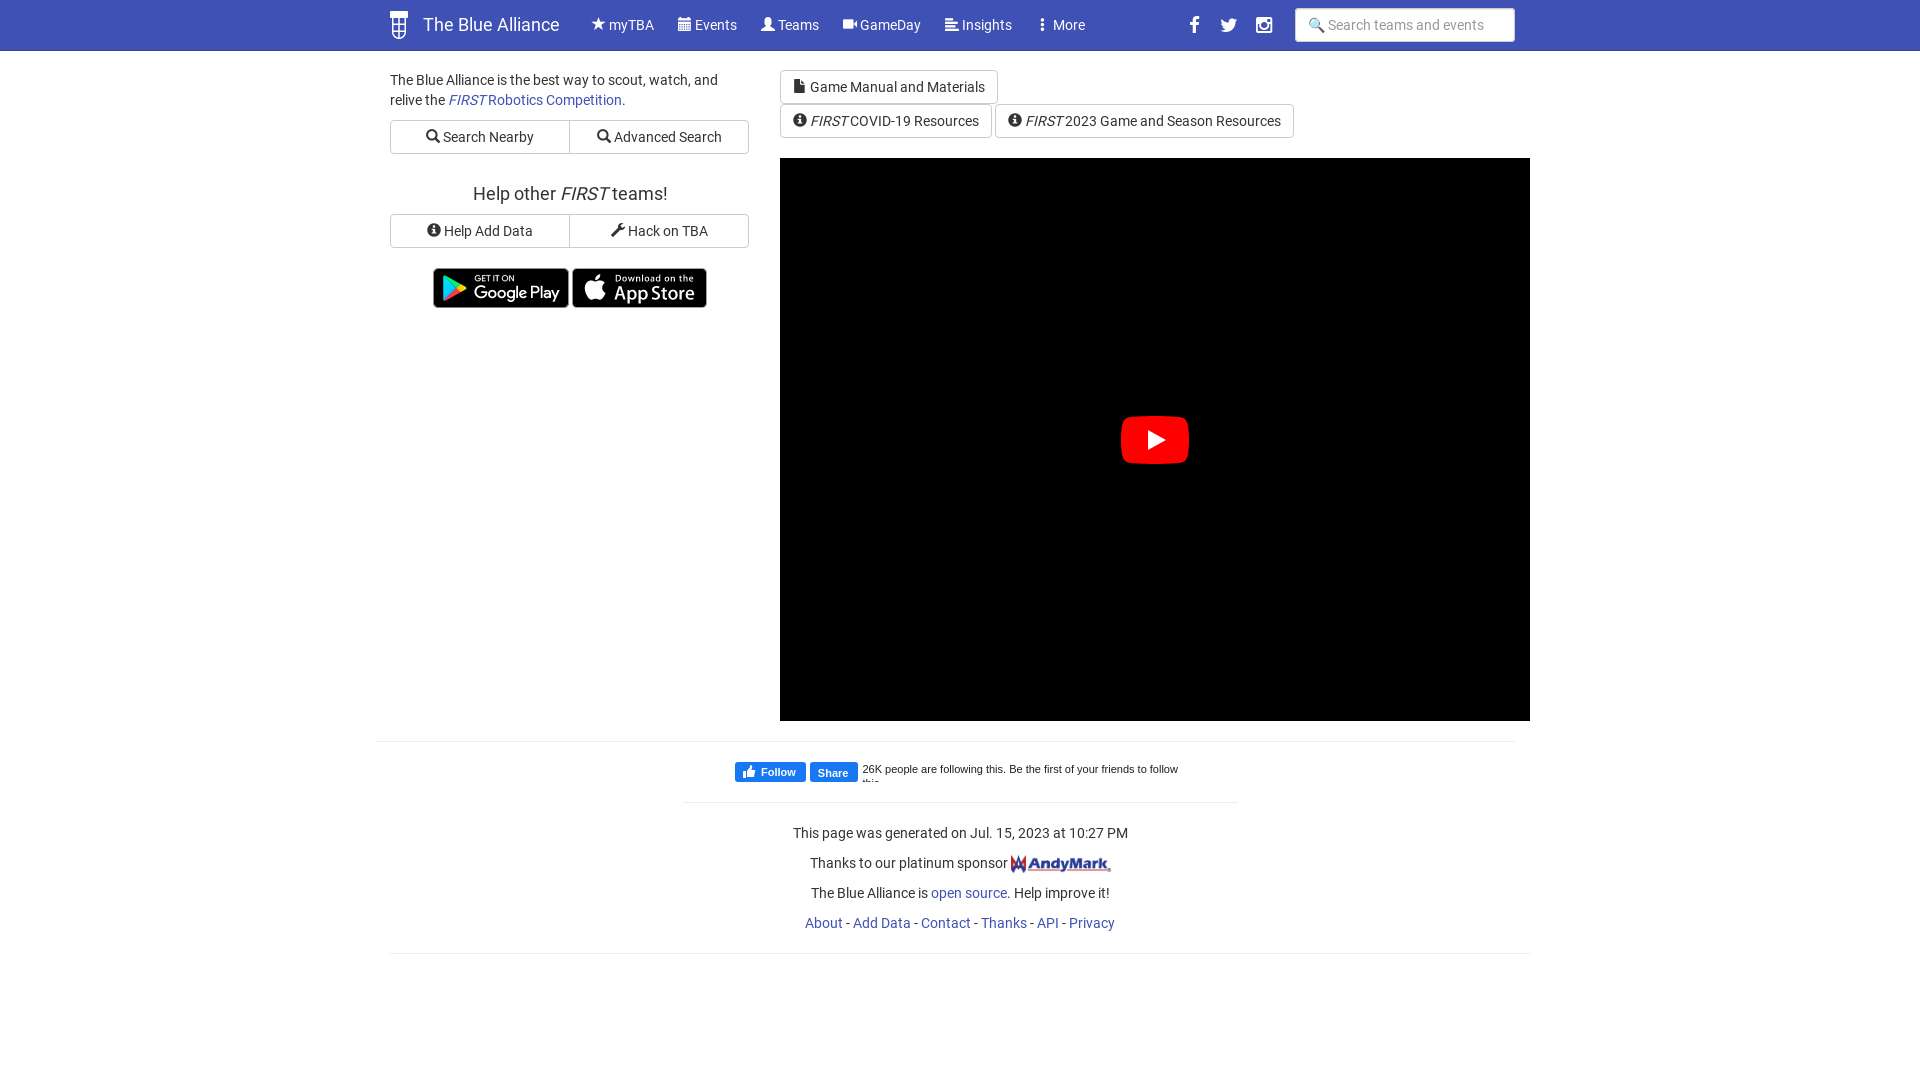 The Blue Alliance
myTBA
Events
Teams
GameDay
Insights
More
Search teams and events
The Blue Alliance is the best way to scout, watch, and
relive the FIRST Robotics Competition.
Search Nearby
Advanced Search
Help other FIRST teams!
Help Add Data
Hack on TBA
GET IT ON
Google Play
Download on the
App Store
Game Manual and Materials
FIRST COVID-19 Resources
FIRST 2023 Game and Season Resources
Follow
Share
26K people are following this. Be the first of your friends to follow
This page was generated on Jul. 15, 2023 at 10:27 PM
Thanks to our platinum sponsor AndyMark
The Blue Alliance is open source. Help improve it!
About - Add Data - Contact - Thanks - API - Privacy